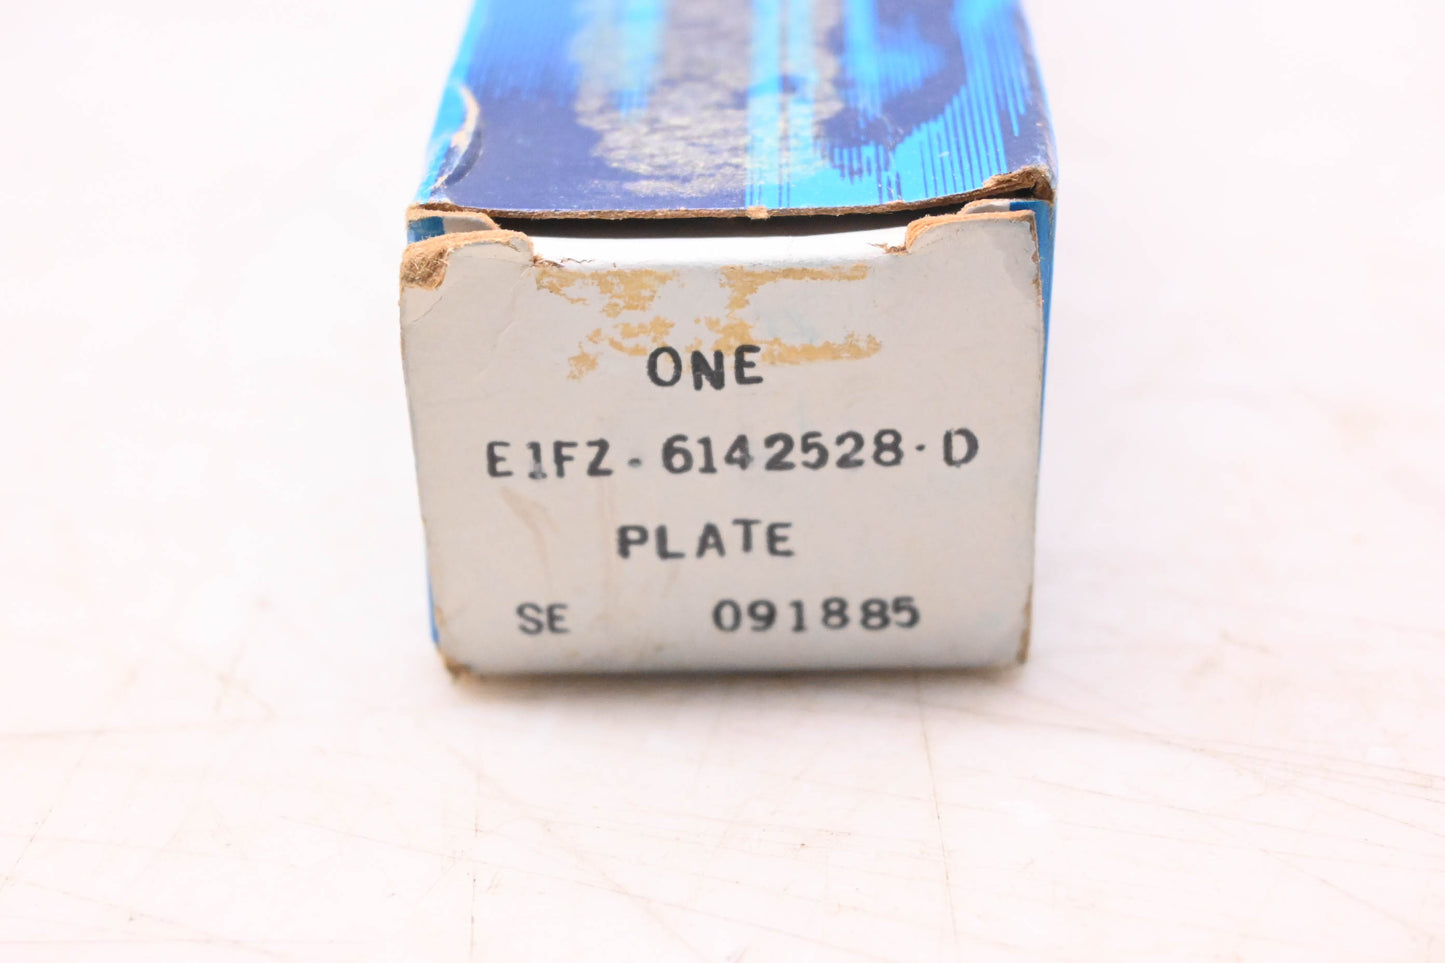 ONE
E1FZ-6142528-D
PLATE
SE 091885